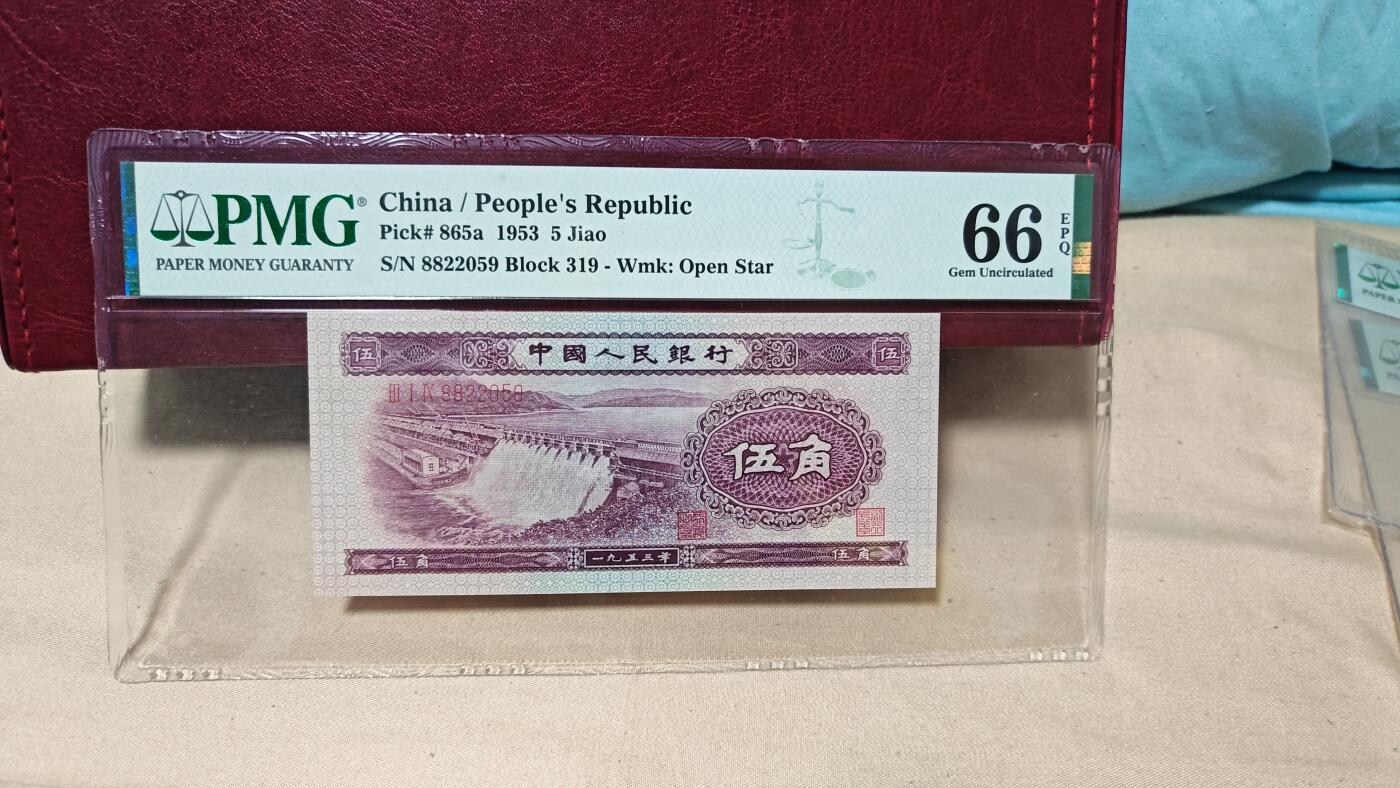 PMG®
PAPER MONEY GUARANTY
China / People's Republic
Pick# 865a 1953 5 Jiao
S/N 8822059 Block 319 - Wmk: Open Star
66
EPQ
Gem Uncirculated
伍 中國人民銀行 伍
III I IX 8822059
伍角
伍角 一九五三年 伍角